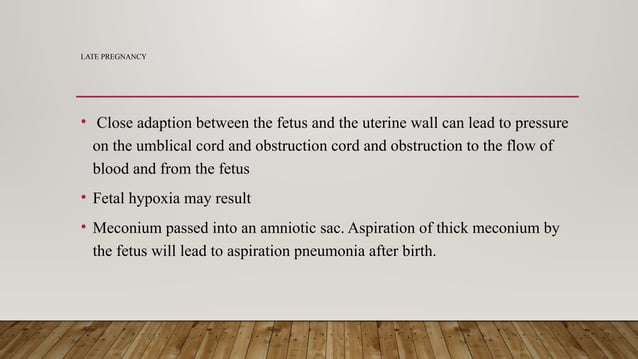 LATE PREGNANCY
• Close adaption between the fetus and the uterine wall can lead to pressure
on the umblical cord and obstruction cord and obstruction to the flow of
blood and from the fetus
• Fetal hypoxia may result
• Meconium passed into an amniotic sac. Aspiration of thick meconium by
the fetus will lead to aspiration pneumonia after birth.